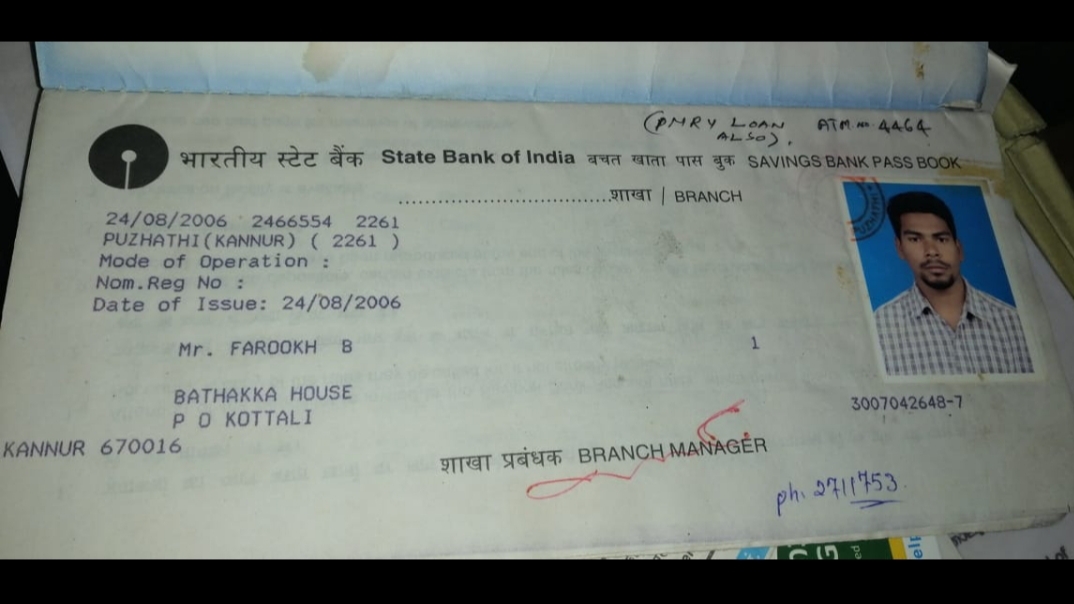 (PMRY LOAN ALSO). ATM No. 4464
भारतीय स्टेट बैंक State Bank of India बचत खाता पास बुक SAVINGS BANK PASS BOOK
....................................शाखा / BRANCH
PUZHATHI
24/08/2006 2466554 2261
PUZHATHI(KANNUR) ( 2261 )
Mode of Operation :
Nom.Reg No :
Date of Issue: 24/08/2006
Mr. FAROOKH B 1
BATHAKKA HOUSE
P O KOTTALI
KANNUR 670016
3007042648-7
शाखा प्रबंधक BRANCH MANAGER
ph. 2711753